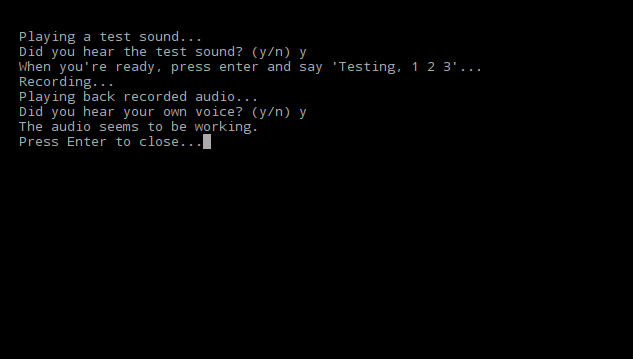 Playing a test sound...
Did you hear the test sound? (y/n) y
When you're ready, press enter and say 'Testing, 1 2 3'...
Recording...
Playing back recorded audio...
Did you hear your own voice? (y/n) y
The audio seems to be working.
Press Enter to close...